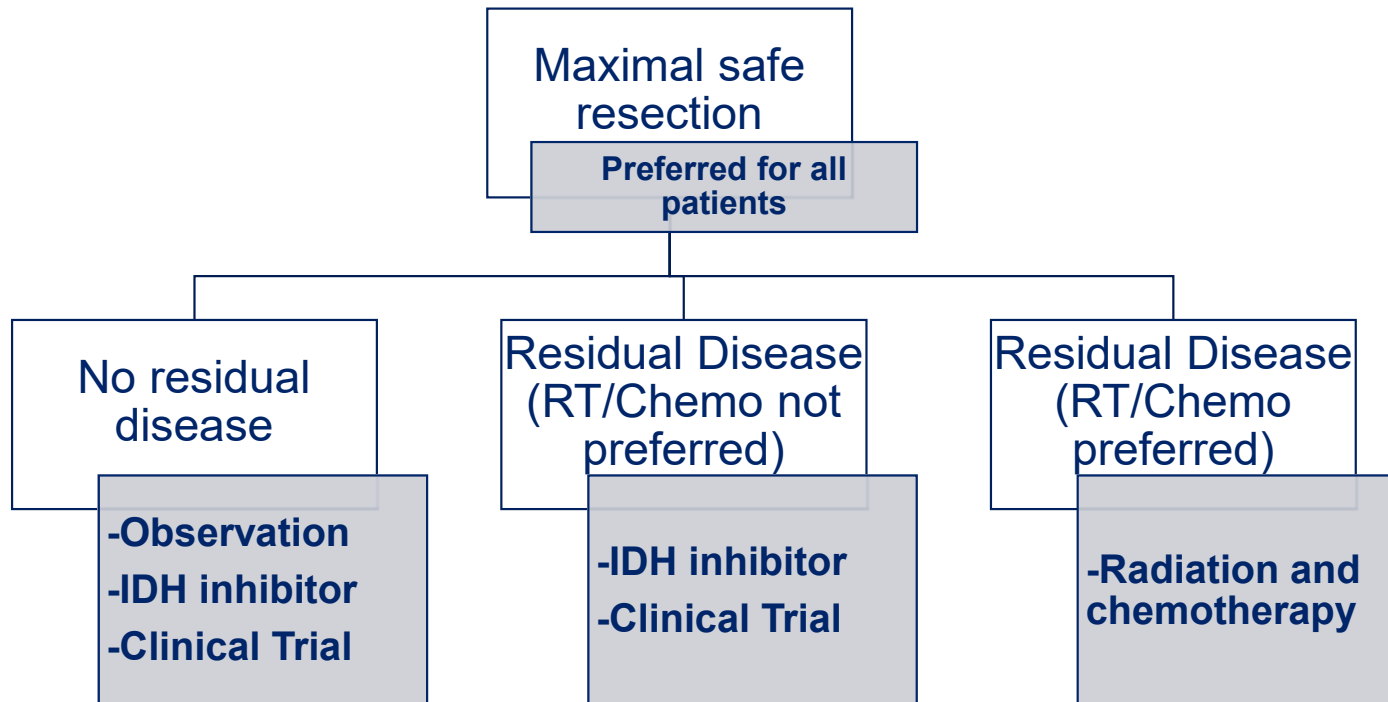 Maximal safe
resection
Preferred for all
patients
No residual
disease
-Observation
-IDH inhibitor
-Clinical Trial
Residual Disease
(RT/Chemo not
preferred)
-IDH inhibitor
-Clinical Trial
Residual Disease
(RT/Chemo
preferred)
-Radiation and
chemotherapy